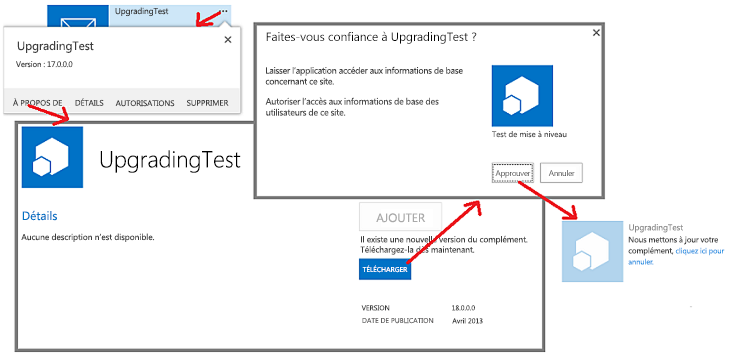 UpgradingTest
...
UpgradingTest
Version : 17.0.0.0
À PROPOS DE DÉTAILS AUTORISATIONS SUPPRIMER
UpgradingTest
Détails
Aucune description n'est disponible.
AJOUTER
Il existe une nouvelle version du complément.
Téléchargez-la dès maintenant.
TÉLÉCHARGER
VERSION 18.0.0.0
DATE DE PUBLICATION Avril 2013
Faites-vous confiance à UpgradingTest ?
Laisser l'application accéder aux informations de base
concernant ce site.
Autoriser l'accès aux informations de base des
utilisateurs de ce site.
Test de mise à niveau
Approuver Annuler
UpgradingTest
Nous mettons à jour votre
complément, cliquez ici pour
annuler.